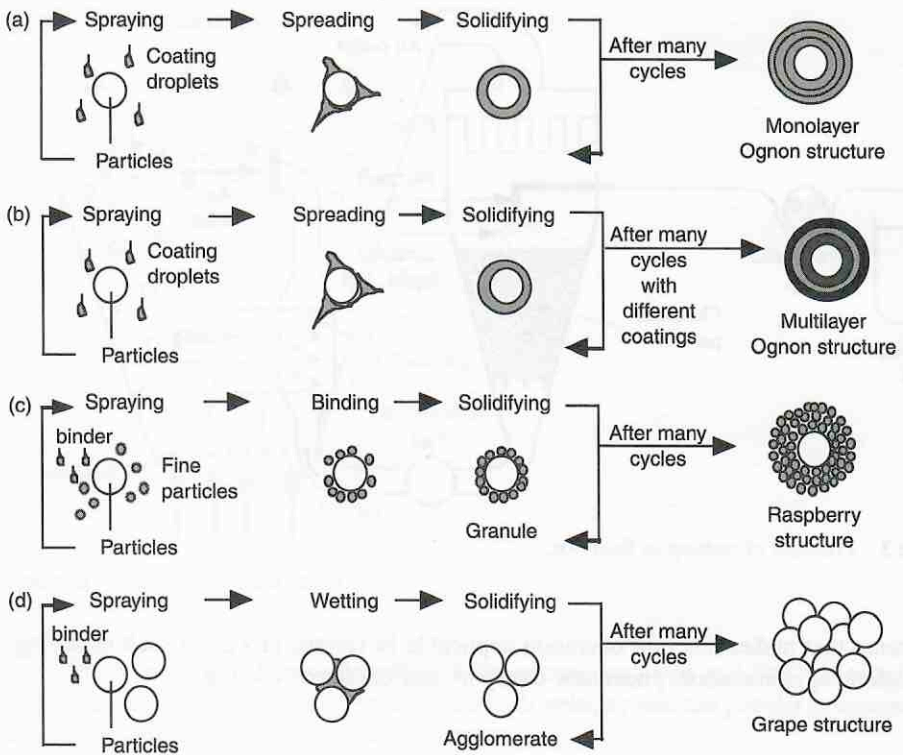 (a) Spraying Spreading Solidifying
Coating
droplets
Particles
After many
cycles
Monolayer
Ognon structure
(b) Spraying Spreading Solidifying
Coating
droplets
Particles
After many
cycles
with
different
coatings
Multilayer
Ognon structure
(c) Spraying Binding Solidifying
binder
Fine
particles
Particles
Granule
After many
cycles
Raspberry
structure
(d) Spraying Wetting Solidifying
binder
Particles
Agglomerate
After many
cycles
Grape structure